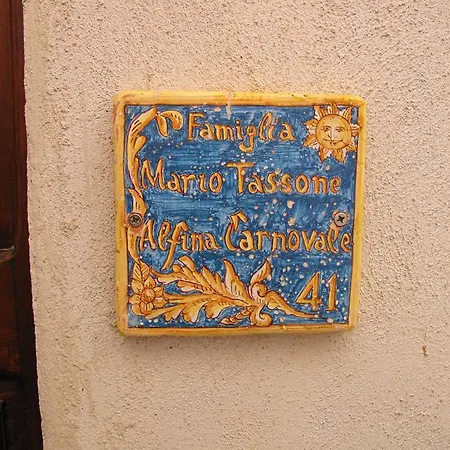 Famiglia
Mario Tassone
Alfina Carnovale
41